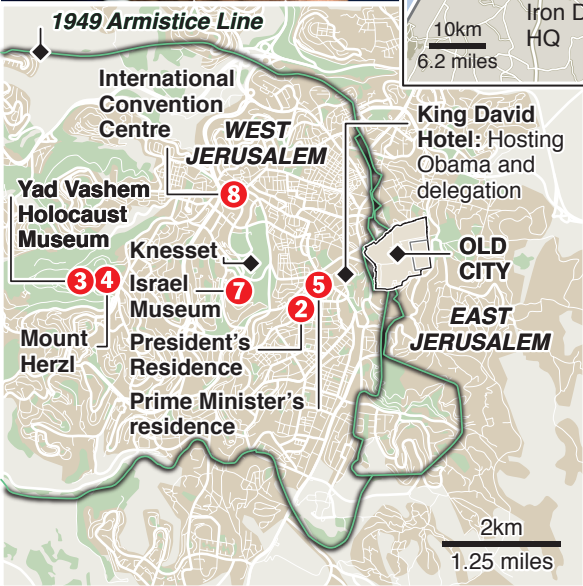 1949 Armistice Line
10km
6.2 miles
Iron D
HQ
International
Convention
Centre
WEST
JERUSALEM
King David
Hotel: Hosting
Obama and
delegation
8
Yad Vashem
Holocaust
Museum
Knesset
OLD
CITY
3 4
Israel
Museum
7
5
2
Mount
Herzl
President's
Residence
EAST
JERUSALEM
Prime Minister's
residence
2km
1.25 miles